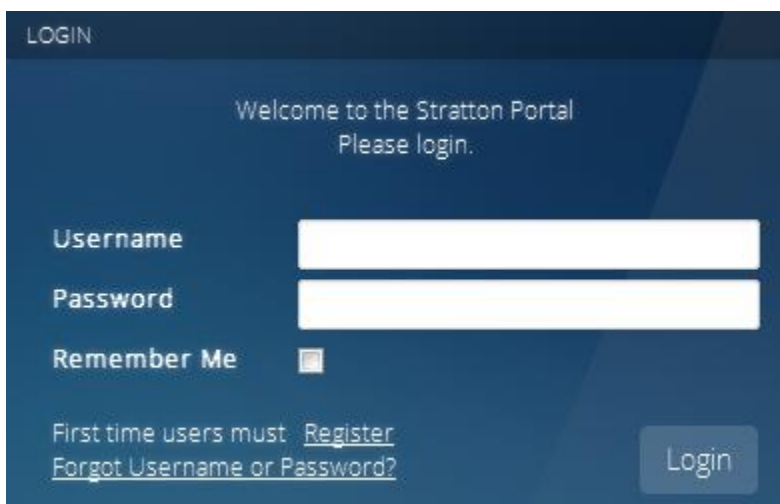 LOGIN
Welcome to the Stratton Portal
Please login.
Username
Password
Remember Me
First time users must Register
Forgot Username or Password?
Login